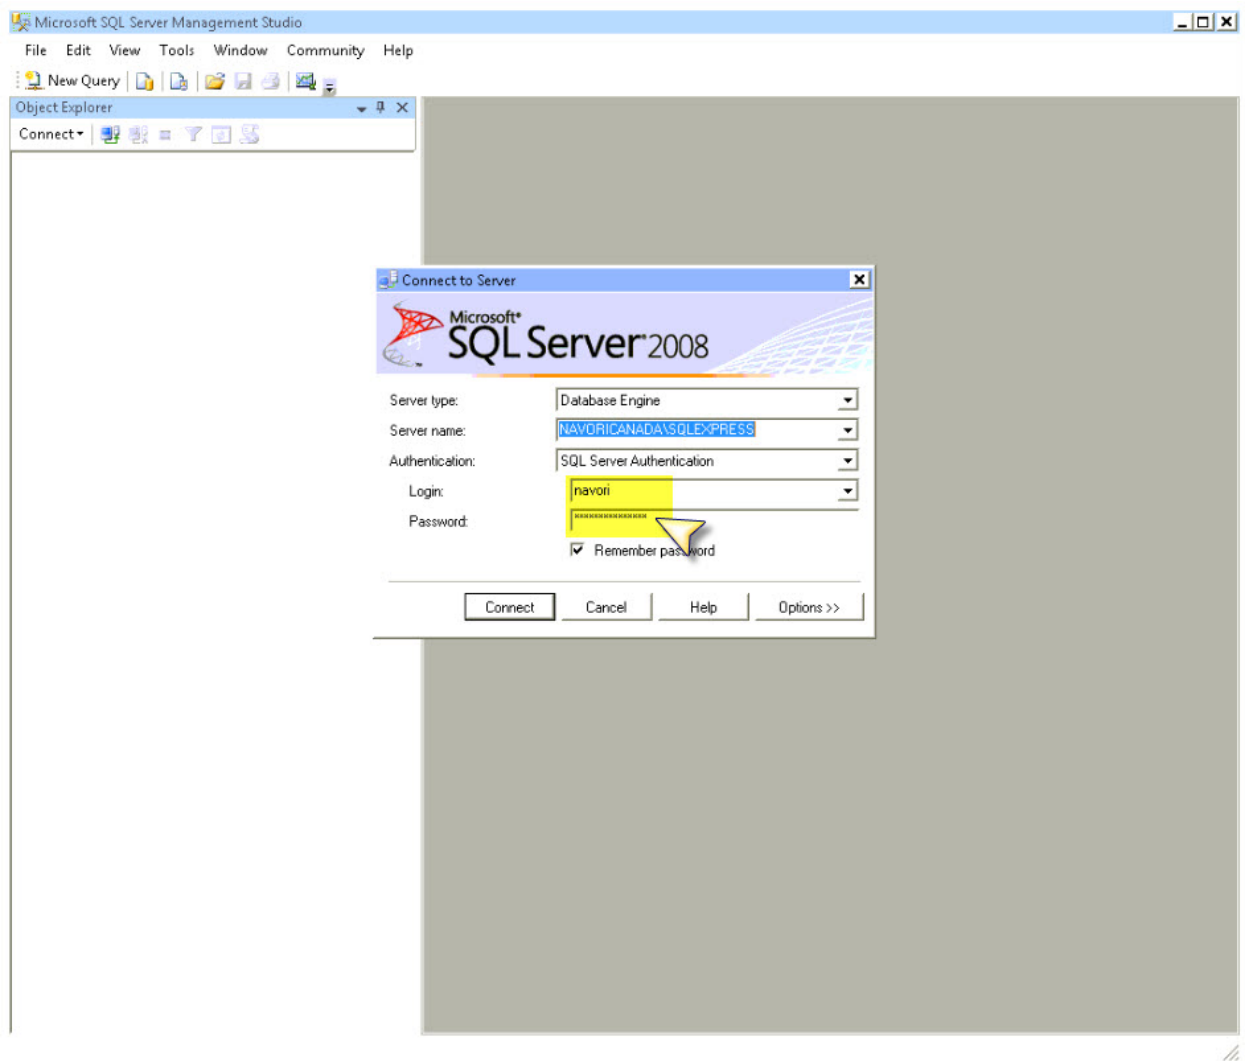 Microsoft SQL Server Management Studio
File Edit View Tools Window Community Help
New Query
Object Explorer
Connect
Connect to Server
Microsoft®
SQL Server 2008
Server type: Database Engine
Server name: NAVORICANADA\SQLEXPRESS
Authentication: SQL Server Authentication
Login: navori
Password: ***************
Remember password
Connect Cancel Help Options >>